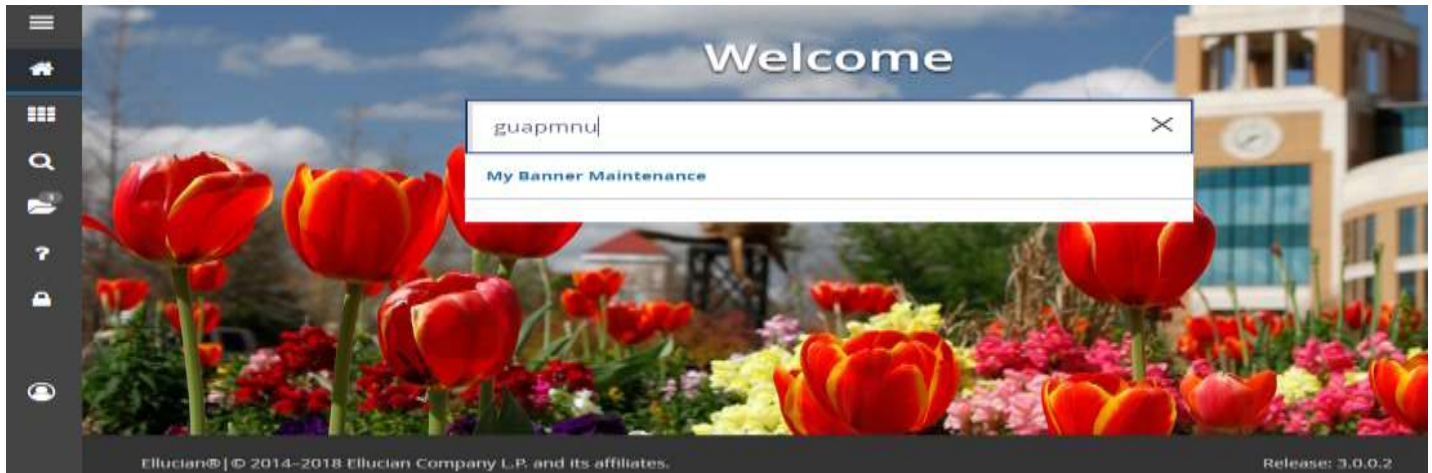 Welcome
guapmnu
My Banner Maintenance
Ellucian® | © 2014–2018 Ellucian Company L.P. and its affiliates.
Release: 3.0.0.2